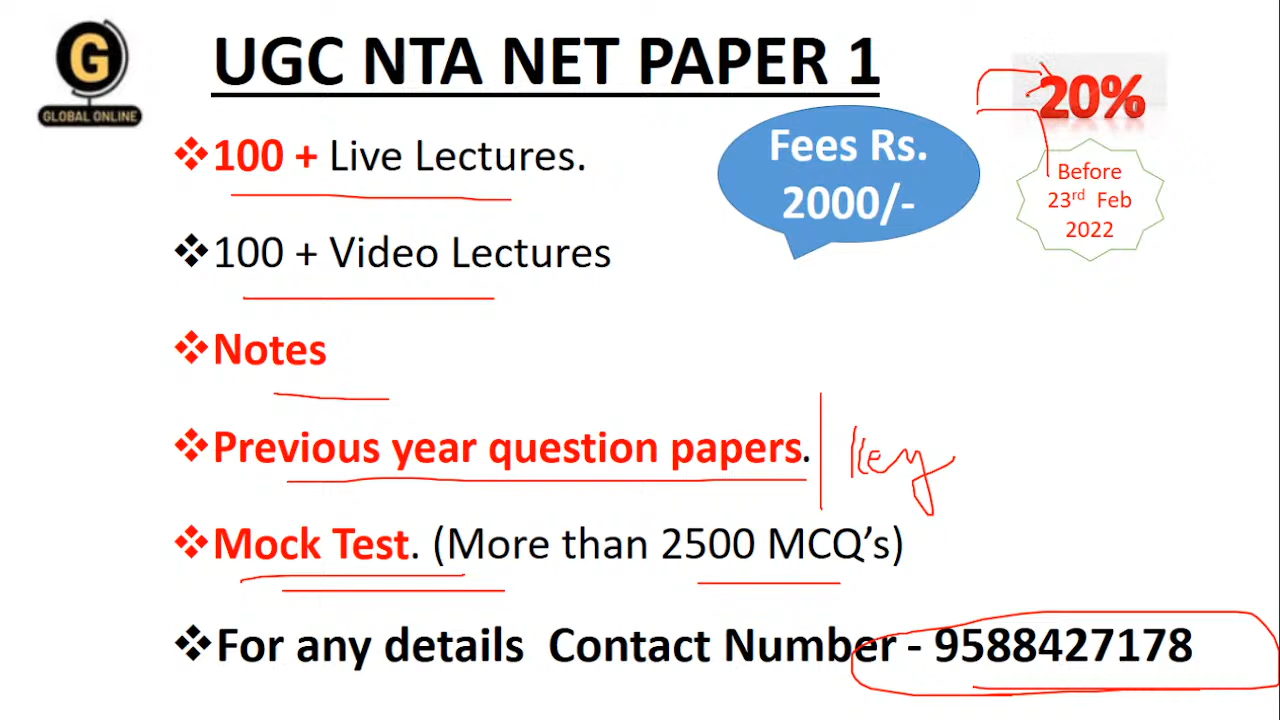 G
GLOBAL ONLINE
UGC NTA NET PAPER 1
20%
Fees Rs.
2000/-
Before
23rd Feb
2022
❖100 + Live Lectures.
❖100 + Video Lectures
❖Notes
❖Previous year question papers.
Key
❖Mock Test. (More than 2500 MCQ’s)
❖For any details Contact Number - 9588427178